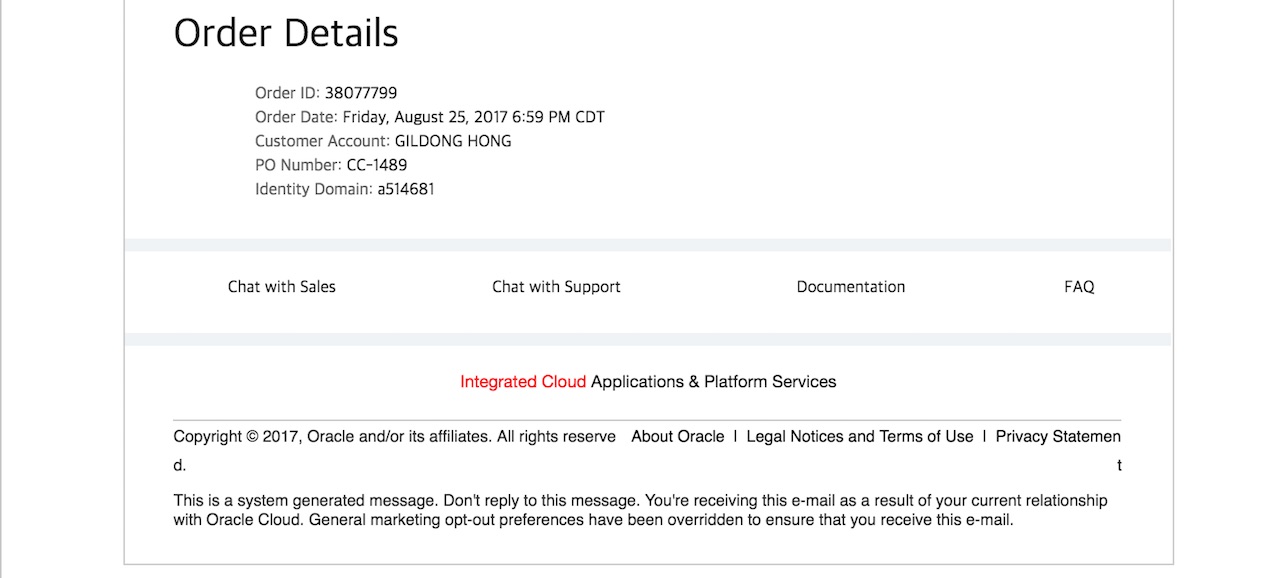 Order Details
Order ID: 38077799
Order Date: Friday, August 25, 2017 6:59 PM CDT
Customer Account: GILDONG HONG
PO Number: CC-1489
Identity Domain: a514681
Chat with Sales Chat with Support Documentation FAQ
Integrated Cloud Applications & Platform Services
Copyright © 2017, Oracle and/or its affiliates. All rights reserve About Oracle | Legal Notices and Terms of Use | Privacy Statemen
d. t
This is a system generated message. Don't reply to this message. You're receiving this e-mail as a result of your current relationship
with Oracle Cloud. General marketing opt-out preferences have been overridden to ensure that you receive this e-mail.